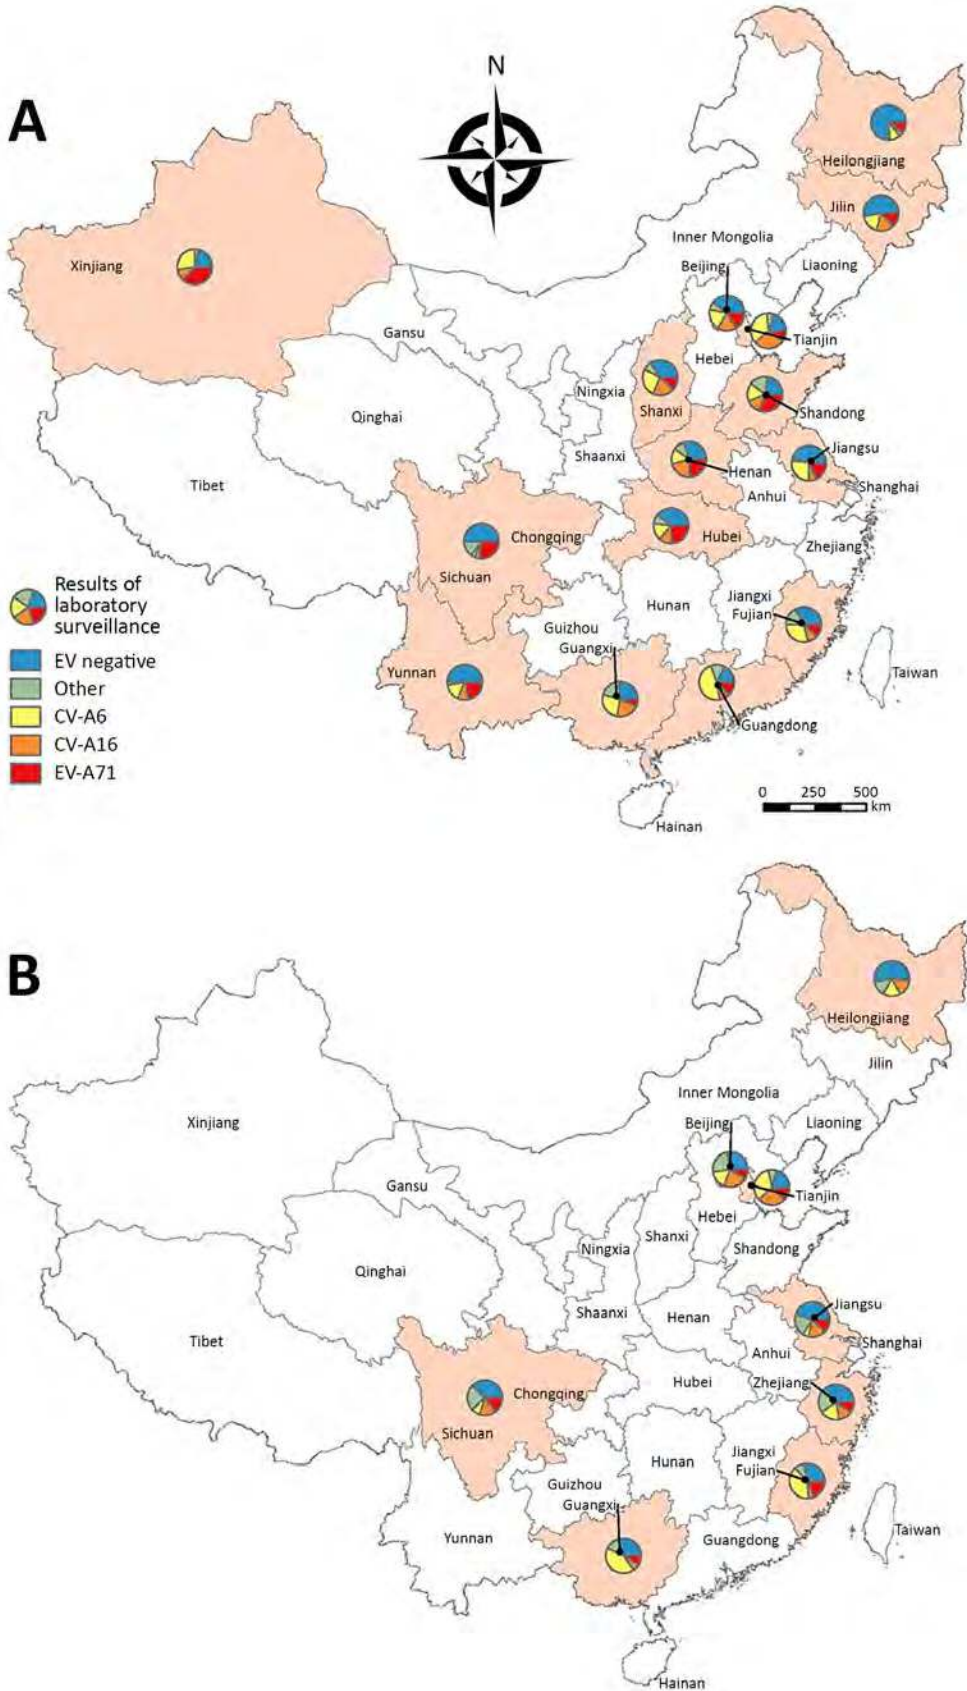 A
N
Heilongjiang
Jilin
Inner Mongolia
Xinjiang
Beijing
Liaoning
Gansu
Tianjin
Hebei
Ningxia
Shanxi
Qinghai
Shandong
Jiangsu
Shaanxi
Henan
Tibet
Shanghai
Anhui
Chongqing
Hubei
Zhejiang
Sichuan
Results of
laboratory
surveillance
Hunan
Jiangxi
Fujian
Guizhou
Guangxi
EV negative
Yunnan
Taiwan
Other
CV-A6
Guangdong
CV-A16
EV-A71
0 250 500
km
Hainan
B
Heilongjiang
Jilin
Inner Mongolia
Xinjiang
Beijing
Liaoning
Gansu
Tianjin
Hebei
Shanxi
Ningxia
Shandong
Qinghai
Jiangsu
Shaanxi
Henan
Tibet
Shanghai
Anhui
Zhejiang
Hubei
Chongqing
Sichuan
Jiangxi
Hunan
Fujian
Guizhou
Guangxi
Taiwan
Yunnan
Guangdong
Hainan